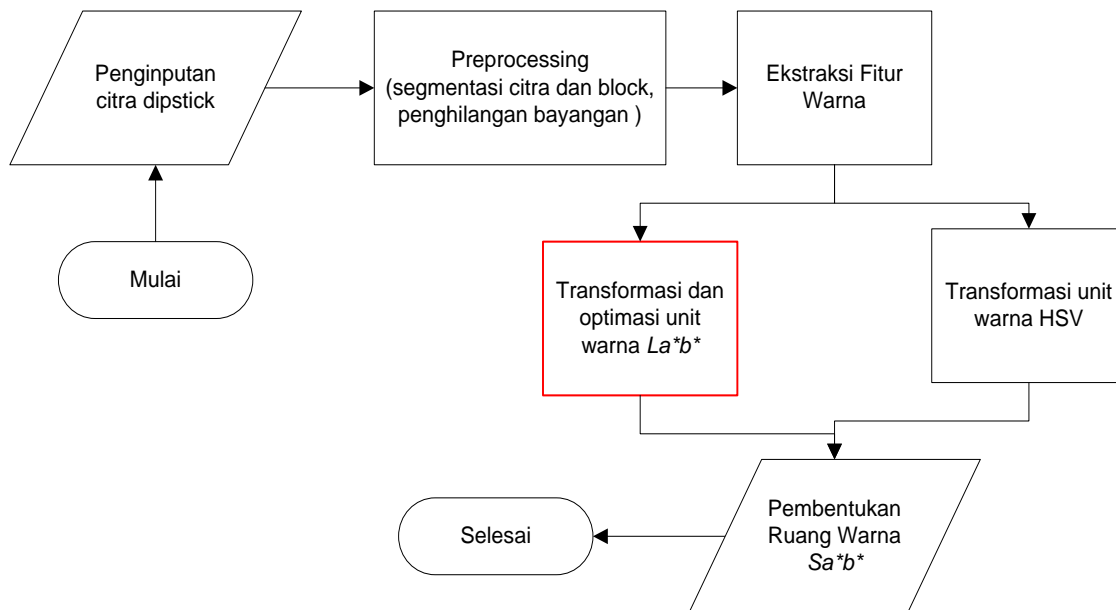 Penginputan
citra dipstick
Preprocessing
(segmentasi citra dan block,
penghilangan bayangan )
Ekstraksi Fitur
Warna
Mulai
Transformasi dan
optimasi unit
warna La*b*
Transformasi unit
warna HSV
Pembentukan
Ruang Warna
Sa*b*
Selesai